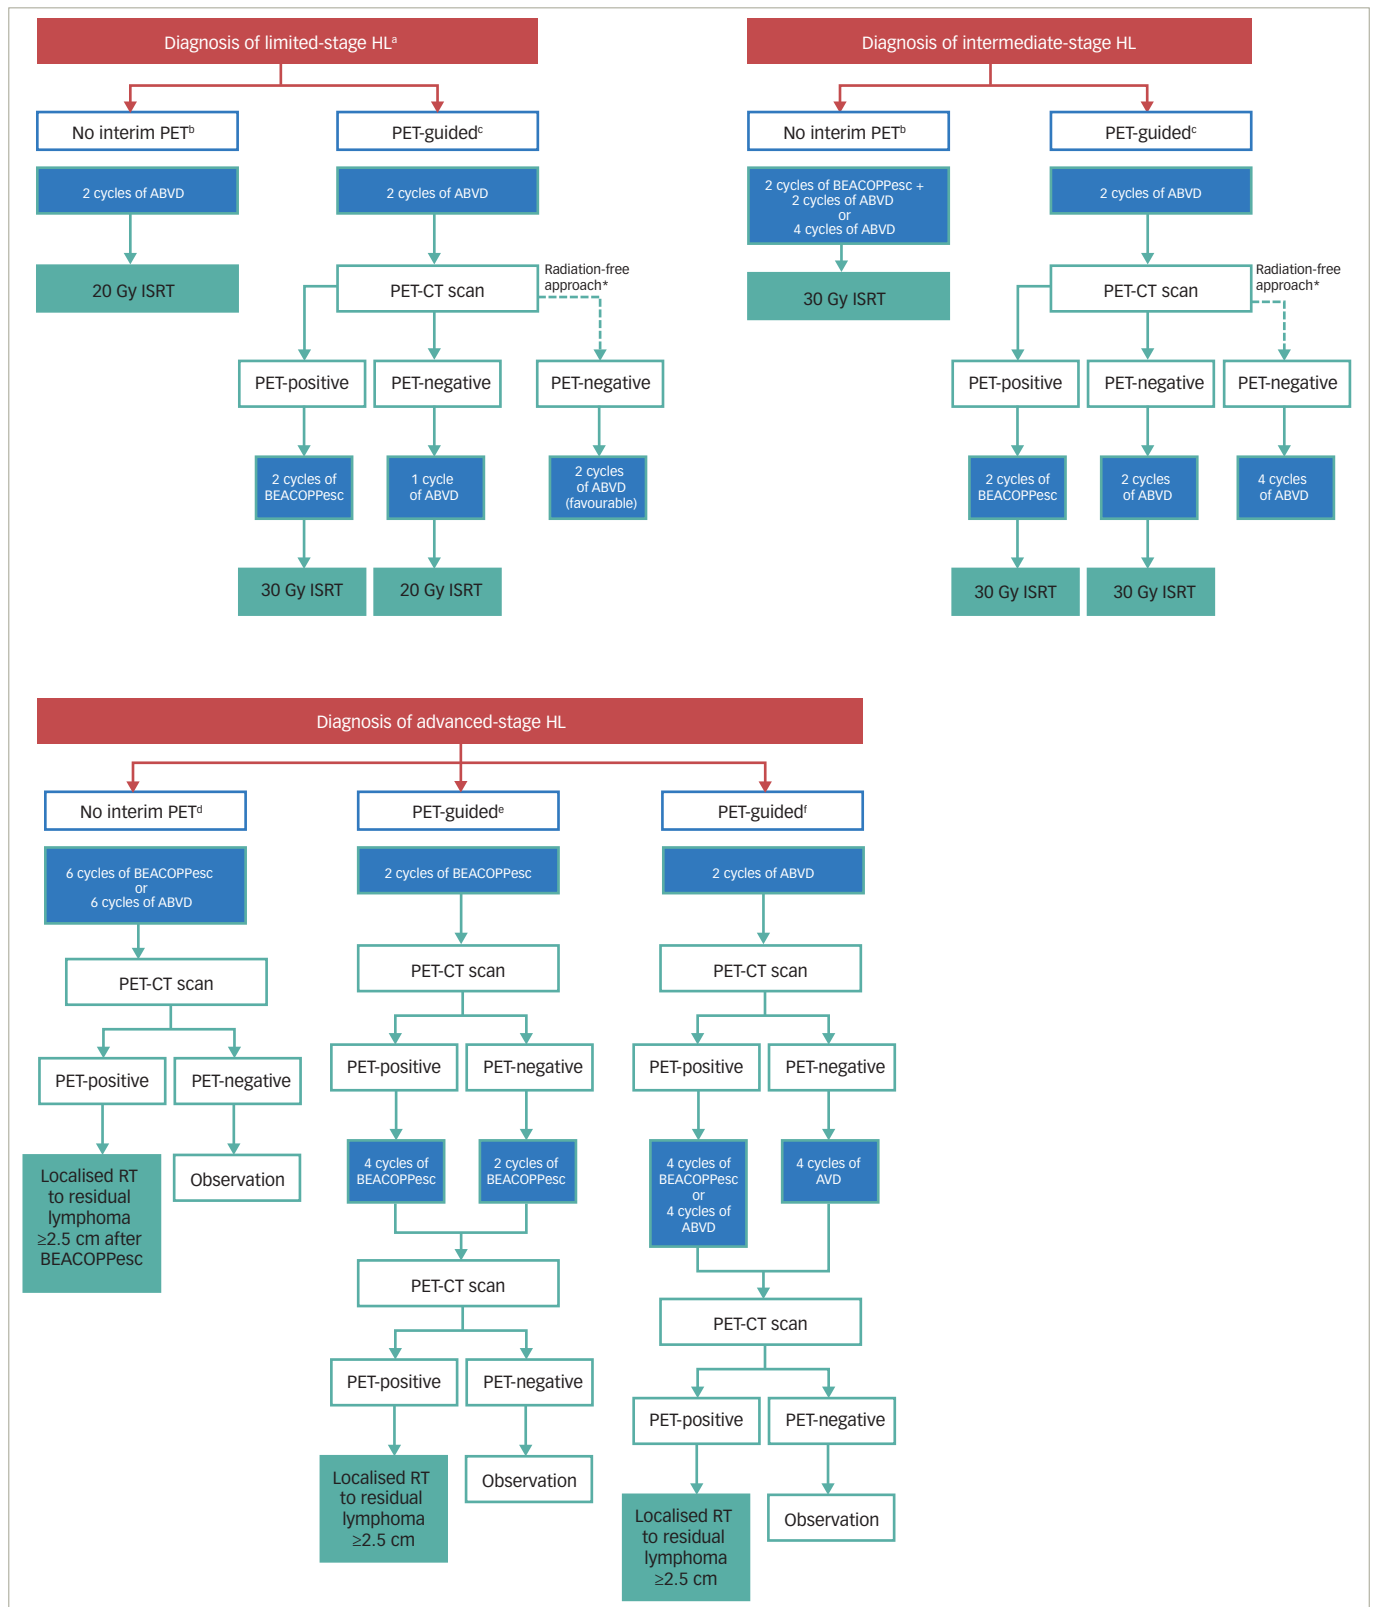 Diagnosis of limited-stage HLa
No interim PETb
PET-guidedc
2 cycles of ABVD
2 cycles of ABVD
20 Gy ISRT
PET-CT scan
Radiation-free
approach*
PET-positive
PET-negative
PET-negative
2 cycles of
BEACOPPesc
1 cycle
of ABVD
2 cycles
of ABVD
(favourable)
30 Gy ISRT
20 Gy ISRT
Diagnosis of intermediate-stage HL
No interim PETb
PET-guidedc
2 cycles of BEACOPPesc +
2 cycles of ABVD
or
4 cycles of ABVD
2 cycles of ABVD
30 Gy ISRT
PET-CT scan
Radiation-free
approach*
PET-positive
PET-negative
PET-negative
2 cycles of
BEACOPPesc
2 cycles
of ABVD
4 cycles
of ABVD
30 Gy ISRT
30 Gy ISRT
Diagnosis of advanced-stage HL
No interim PETd
6 cycles of BEACOPPesc
or
6 cycles of ABVD
PET-CT scan
PET-positive
PET-negative
Localised RT
to residual
lymphoma
≥2.5 cm after
BEACOPPesc
Observation
PET-guidede
2 cycles of BEACOPPesc
PET-CT scan
PET-positive
PET-negative
4 cycles of
BEACOPPesc
2 cycles of
BEACOPPesc
PET-CT scan
PET-positive
PET-negative
Localised RT
to residual
lymphoma
≥2.5 cm
Observation
PET-guidedf
2 cycles of ABVD
PET-CT scan
PET-positive
PET-negative
4 cycles of
BEACOPPesc
or
4 cycles of
ABVD
4 cycles of
AVD
PET-CT scan
PET-positive
PET-negative
Localised RT
to residual
lymphoma
≥2.5 cm
Observation